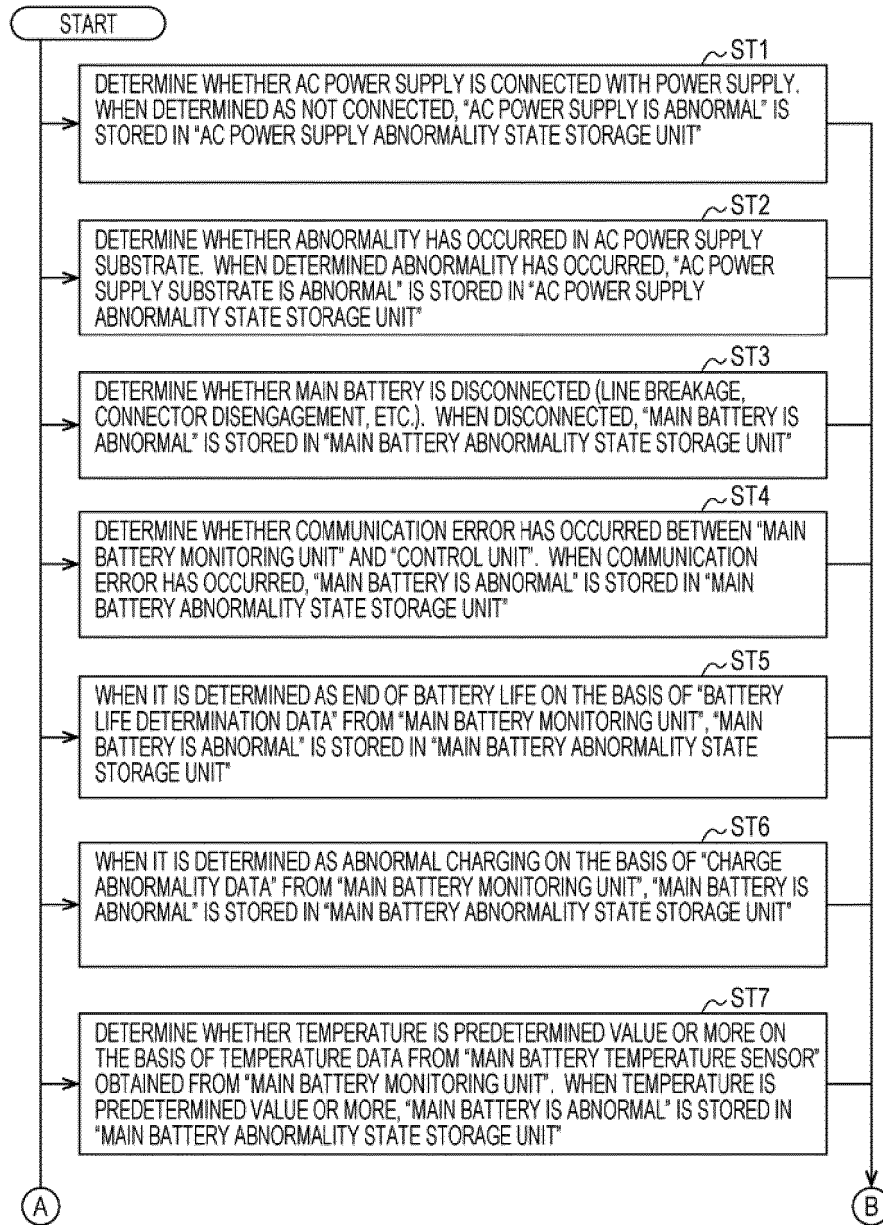 START
ST1
DETERMINE WHETHER AC POWER SUPPLY IS CONNECTED WITH POWER SUPPLY.
WHEN DETERMINED AS NOT CONNECTED, “AC POWER SUPPLY IS ABNORMAL” IS
STORED IN “AC POWER SUPPLY ABNORMALITY STATE STORAGE UNIT”
ST2
DETERMINE WHETHER ABNORMALITY HAS OCCURRED IN AC POWER SUPPLY
SUBSTRATE. WHEN DETERMINED ABNORMALITY HAS OCCURRED, “AC POWER
SUPPLY SUBSTRATE IS ABNORMAL” IS STORED IN “AC POWER SUPPLY
ABNORMALITY STATE STORAGE UNIT”
ST3
DETERMINE WHETHER MAIN BATTERY IS DISCONNECTED (LINE BREAKAGE,
CONNECTOR DISENGAGEMENT, ETC.). WHEN DISCONNECTED, “MAIN BATTERY IS
ABNORMAL” IS STORED IN “MAIN BATTERY ABNORMALITY STATE STORAGE UNIT”
ST4
DETERMINE WHETHER COMMUNICATION ERROR HAS OCCURRED BETWEEN “MAIN
BATTERY MONITORING UNIT” AND “CONTROL UNIT”. WHEN COMMUNICATION
ERROR HAS OCCURRED, “MAIN BATTERY IS ABNORMAL” IS STORED IN “MAIN
BATTERY ABNORMALITY STATE STORAGE UNIT”
ST5
WHEN IT IS DETERMINED AS END OF BATTERY LIFE ON THE BASIS OF “BATTERY
LIFE DETERMINATION DATA” FROM “MAIN BATTERY MONITORING UNIT”, “MAIN
BATTERY IS ABNORMAL” IS STORED IN “MAIN BATTERY ABNORMALITY STATE
STORAGE UNIT”
ST6
WHEN IT IS DETERMINED AS ABNORMAL CHARGING ON THE BASIS OF “CHARGE
ABNORMALITY DATA” FROM “MAIN BATTERY MONITORING UNIT”, “MAIN BATTERY IS
ABNORMAL” IS STORED IN “MAIN BATTERY ABNORMALITY STATE STORAGE UNIT”
ST7
DETERMINE WHETHER TEMPERATURE IS PREDETERMINED VALUE OR MORE ON
THE BASIS OF TEMPERATURE DATA FROM “MAIN BATTERY TEMPERATURE SENSOR”
OBTAINED FROM “MAIN BATTERY MONITORING UNIT”. WHEN TEMPERATURE IS
PREDETERMINED VALUE OR MORE, “MAIN BATTERY IS ABNORMAL” IS STORED IN
“MAIN BATTERY ABNORMALITY STATE STORAGE UNIT”
A
B